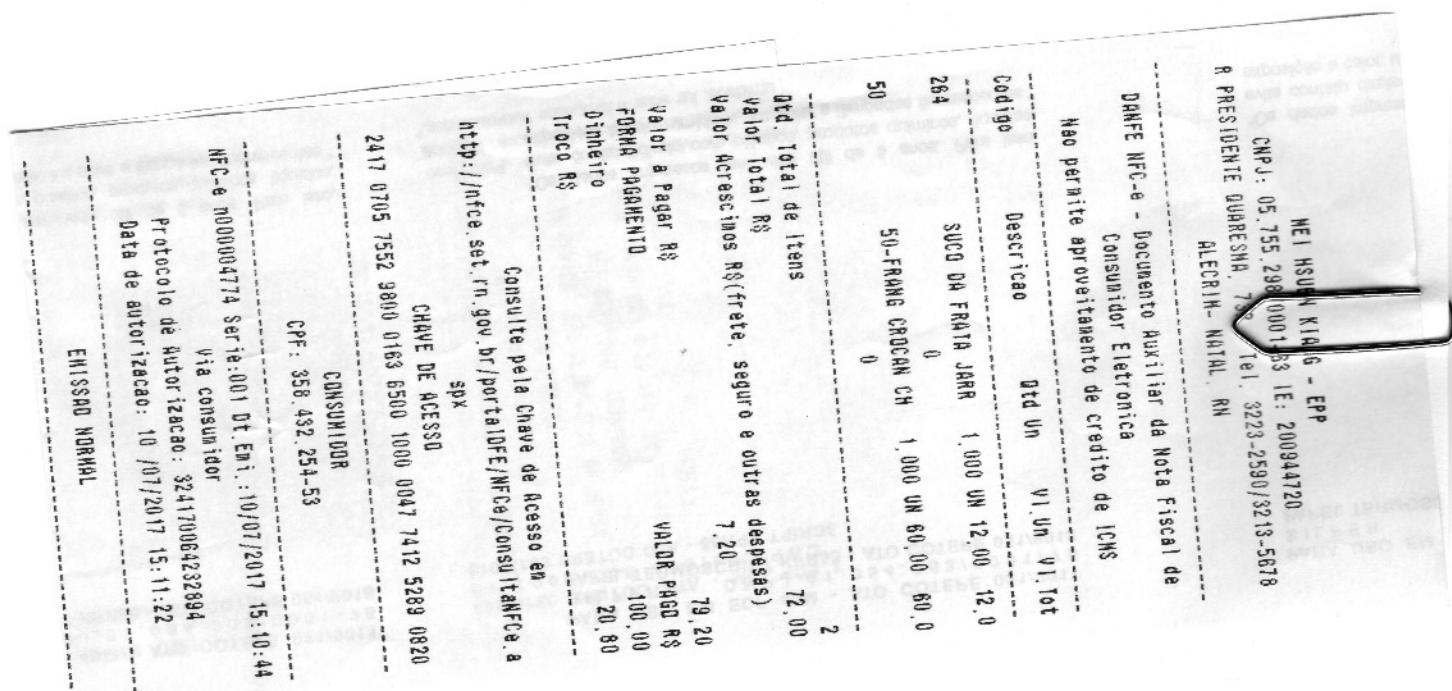 MEI HSUEN KIANG - EPP
CNPJ: 05.755.298/0001-63 IE: 200944720
R PRESIDENTE QUARESMA, Tel. 3223-2590/3213-5618
ALECRIM- NATAL, RN
DANFE NFC-e - Documento Auxiliar da Nota Fiscal de
Consumidor Eletronica
Não permite aproveitamento de credito de ICMS
Codigo Descricao Qtd Un Vl.Unit Vl.Tot
264 SUCO DA FRATA JARR 1,000 UN 12,00 12,0
0
50 50-FRANG CROCAN CH 1,000 UN 60,00 60,0
0
Qtd Total de Itens 2
Valor Total R$ 72,00
Valor Acrescimos R$(frete, seguro e outras despesas)
7,20
Valor a Pagar R$ 79,20
FORMA PAGAMENTO VALOR PAGO R$
Dinheiro 100,00
Troco R$ 20,80
Consulte pela Chave de Acesso em
http://nfce.set.rn.gov.br/portalDFE/NFCe/ConsultaNFCe.a
spx
CHAVE DE ACESSO
2417 0705 7552 9800 0163 6500 1000 0047 7412 5289 0820
CONSUMIDOR
CPF: 358.432.254-53
NFC-e n000004774 Serie:001 Dt.Emi.:10/07/2017 15:10:44
Via consumidor
Protocolo de Autorizacao: 324170064232894
Data de autorizacao: 10 /07/2017 15:11:22
EMISSAO NORMAL